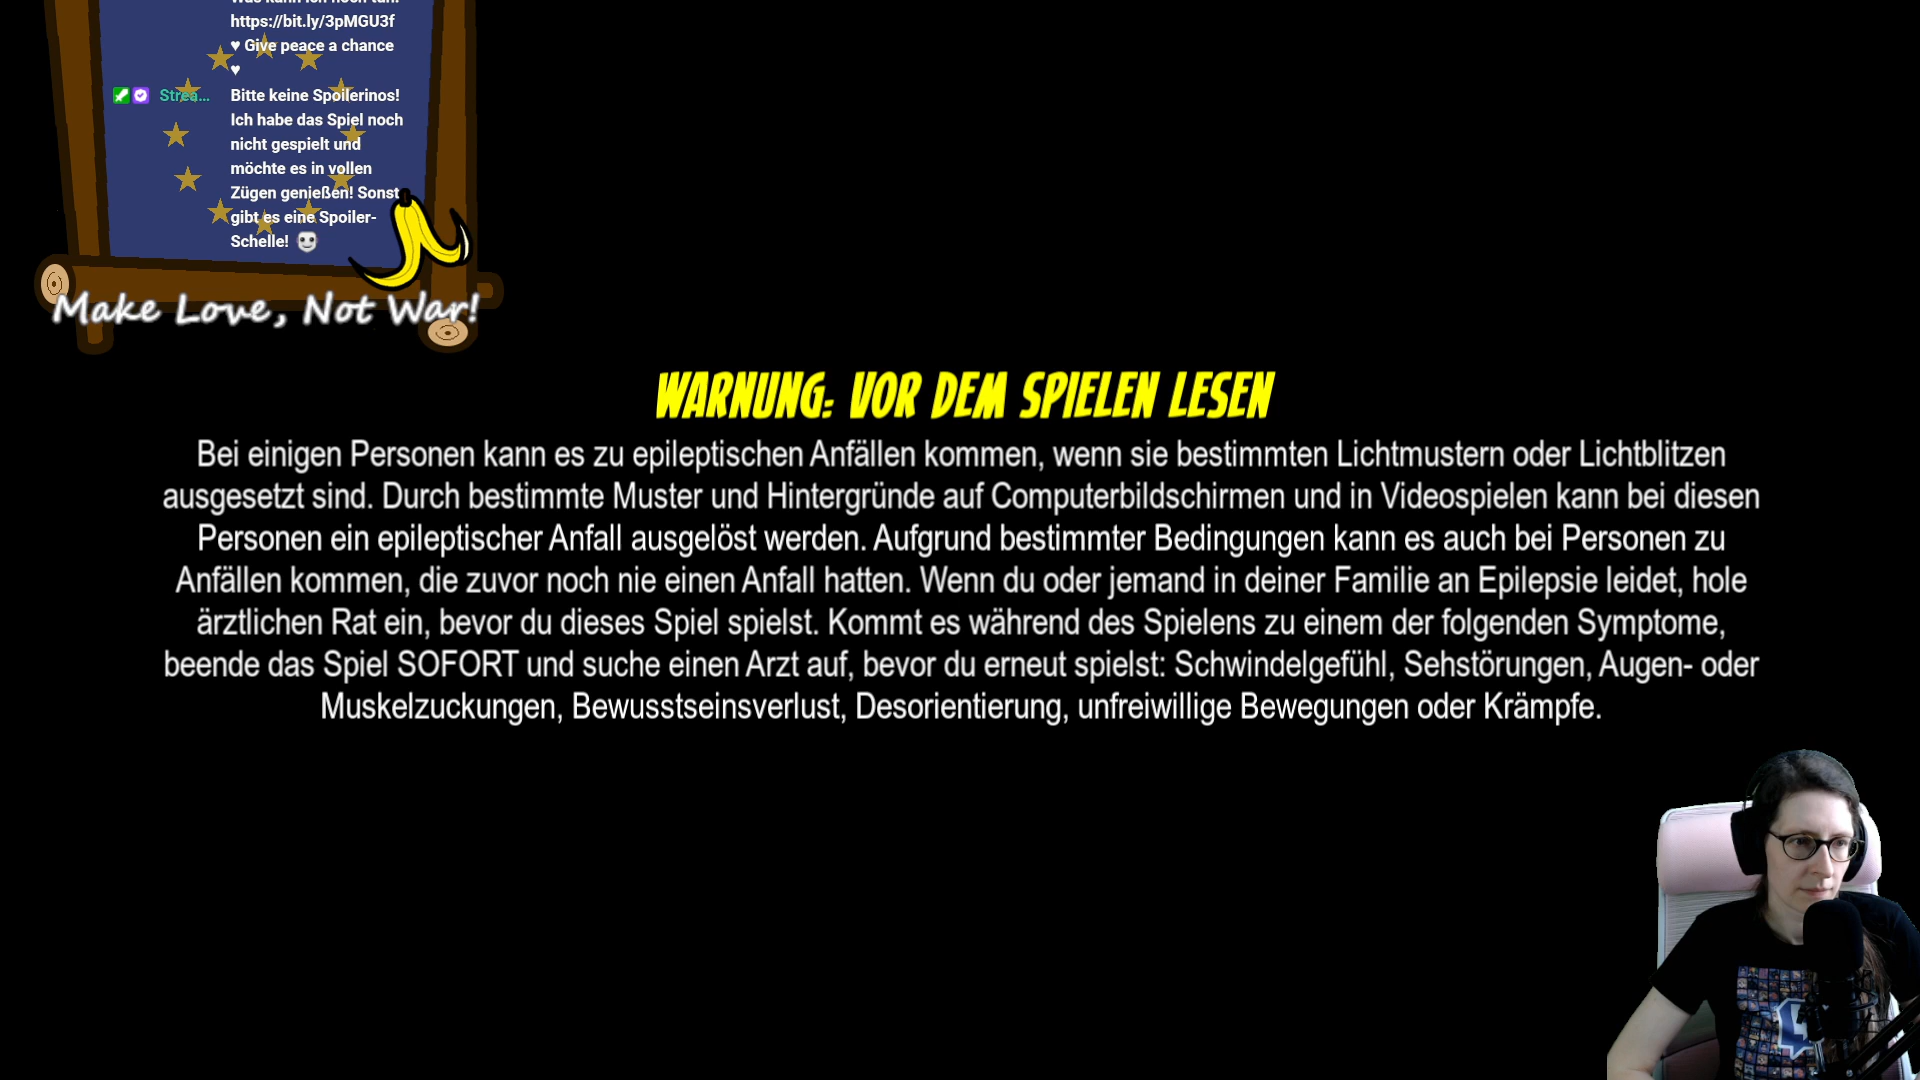 https://bit.ly/3pMGU3f
♥ Give peace a chance
♥
Strea... Bitte keine Spoilerinos!
Ich habe das Spiel noch
nicht gespielt und
möchte es in vollen
Zügen genießen! Sonst
gibt es eine Spoiler-
Schelle!
Make Love, Not War!
WARNUNG: VOR DEM SPIELEN LESEN
Bei einigen Personen kann es zu epileptischen Anfällen kommen, wenn sie bestimmten Lichtmustern oder Lichtblitzen
ausgesetzt sind. Durch bestimmte Muster und Hintergründe auf Computerbildschirmen und in Videospielen kann bei diesen
Personen ein epileptischer Anfall ausgelöst werden. Aufgrund bestimmter Bedingungen kann es auch bei Personen zu
Anfällen kommen, die zuvor noch nie einen Anfall hatten. Wenn du oder jemand in deiner Familie an Epilepsie leidet, hole
ärztlichen Rat ein, bevor du dieses Spiel spielst. Kommt es während des Spielens zu einem der folgenden Symptome,
beende das Spiel SOFORT und suche einen Arzt auf, bevor du erneut spielst: Schwindelgefühl, Sehstörungen, Augen- oder
Muskelzuckungen, Bewusstseinsverlust, Desorientierung, unfreiwillige Bewegungen oder Krämpfe.